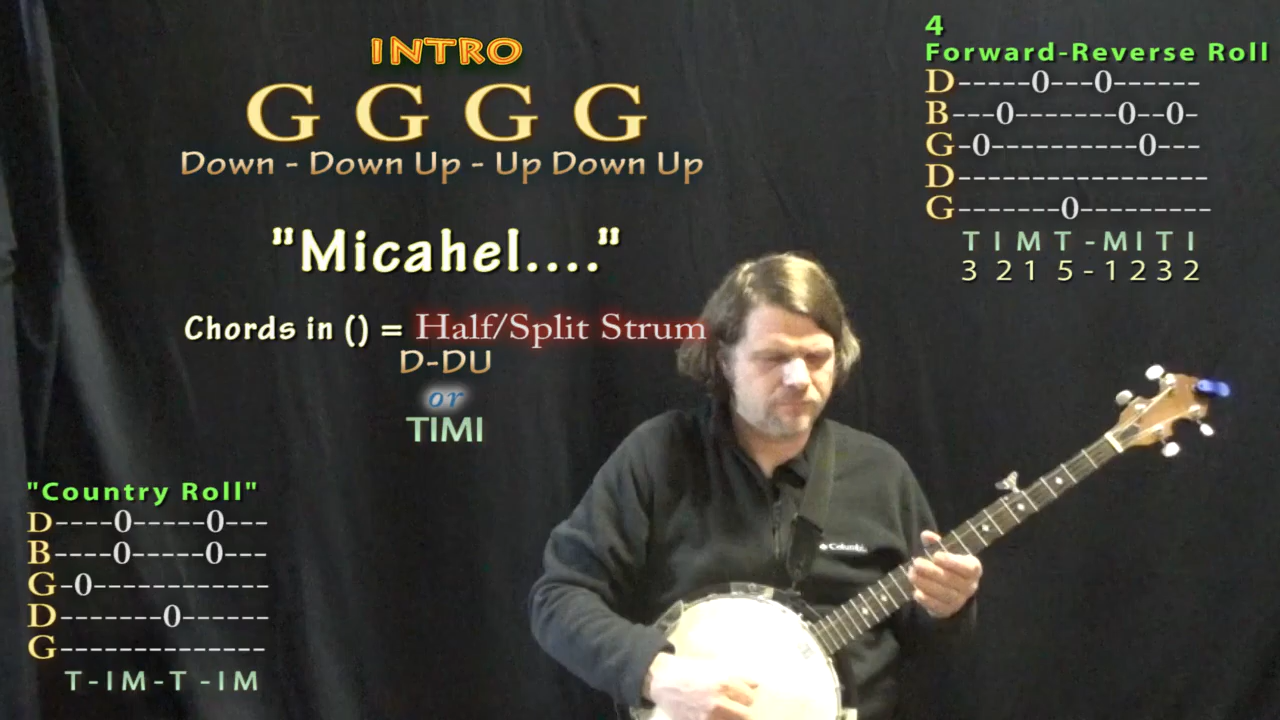 INTRO
G G G G
Down - Down Up - Up Down Up
"Micahel...."
Chords in () = Half/Split Strum
D-DU
or
TIMI
4
Forward-Reverse Roll
D-----0---0------
B---0-------0--0-
G-0----------0---
D----------------
G-------0---------
T I M T - M I T I
3 2 1 5 - 1 2 3 2
"Country Roll"
D----0-----0---
B----0-----0---
G-0------------
D-------0------
G--------------
T-IM-T -IM
Columbia